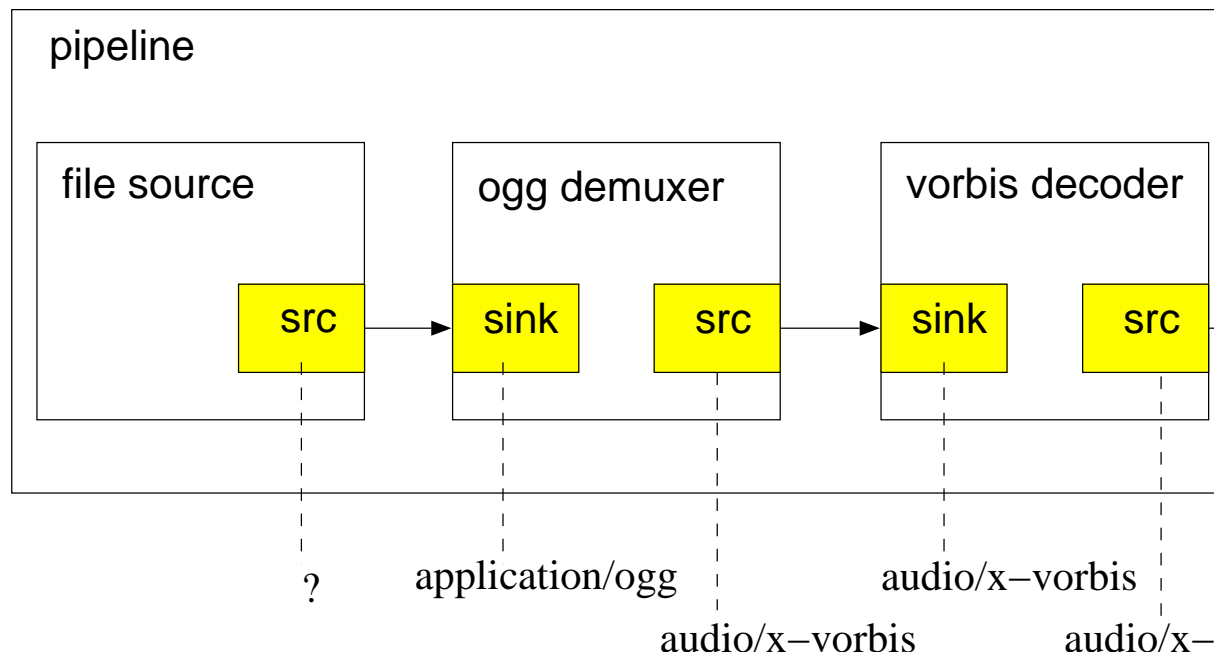 pipeline
file source
ogg demuxer
vorbis decoder
src
sink
src
sink
src
?
application/ogg
audio/x−vorbis
audio/x−vorbis
audio/x−